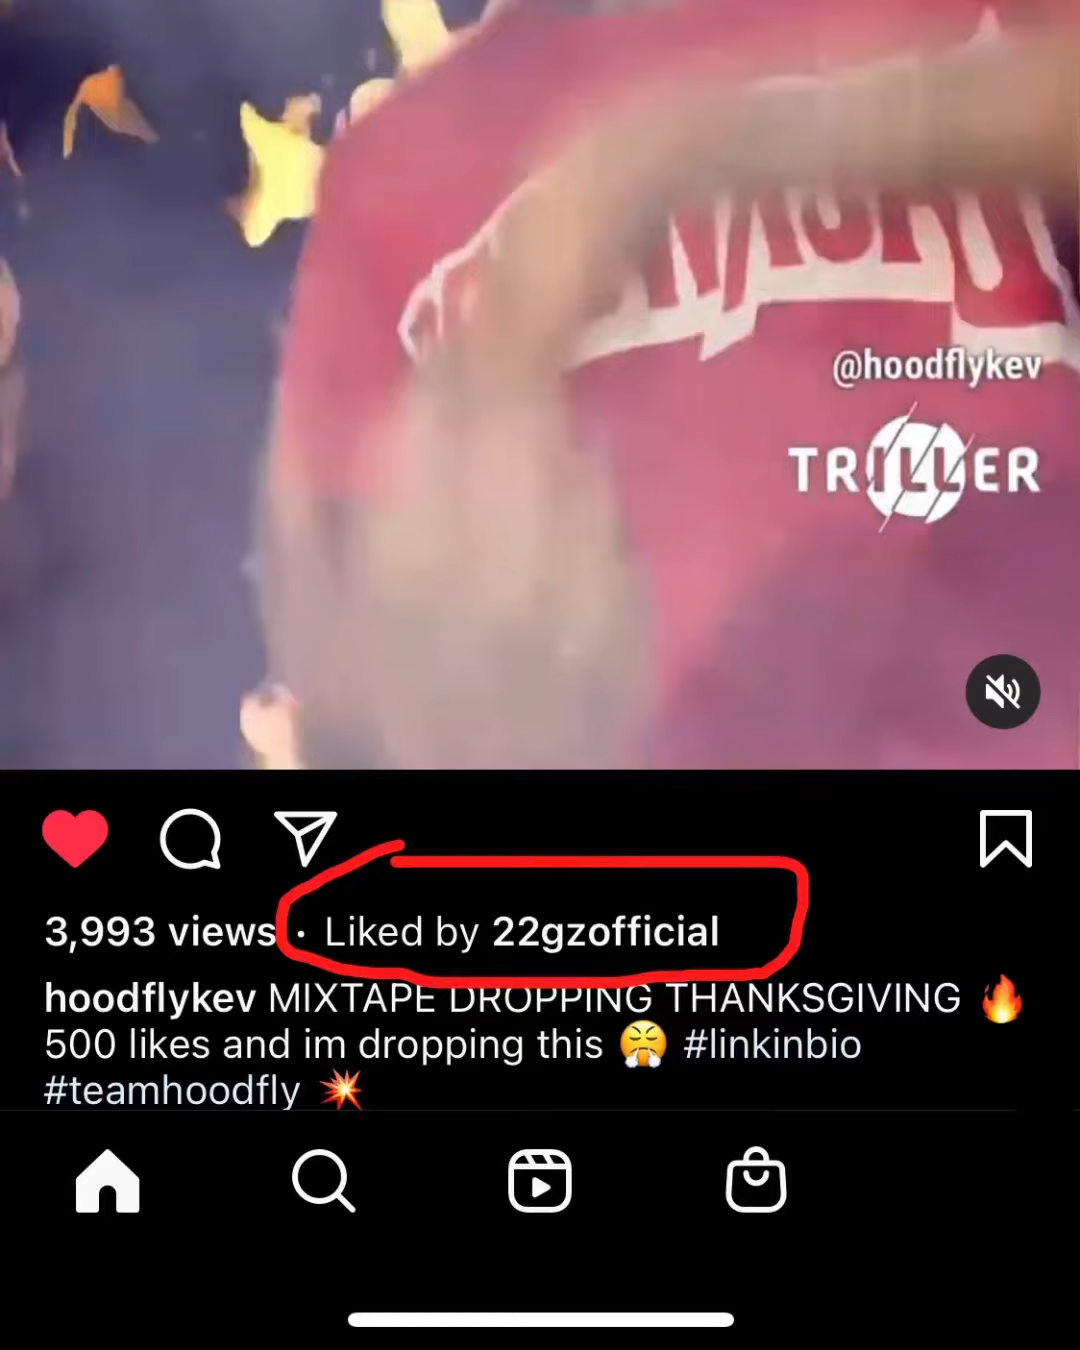 @hoodflykev
TRILLER
3,993 views · Liked by 22gzofficial
hoodflykev MIXTAPE DROPPING THANKSGIVING 🔥
500 likes and im dropping this 😤 #linkinbio
#teamhoodfly 💥